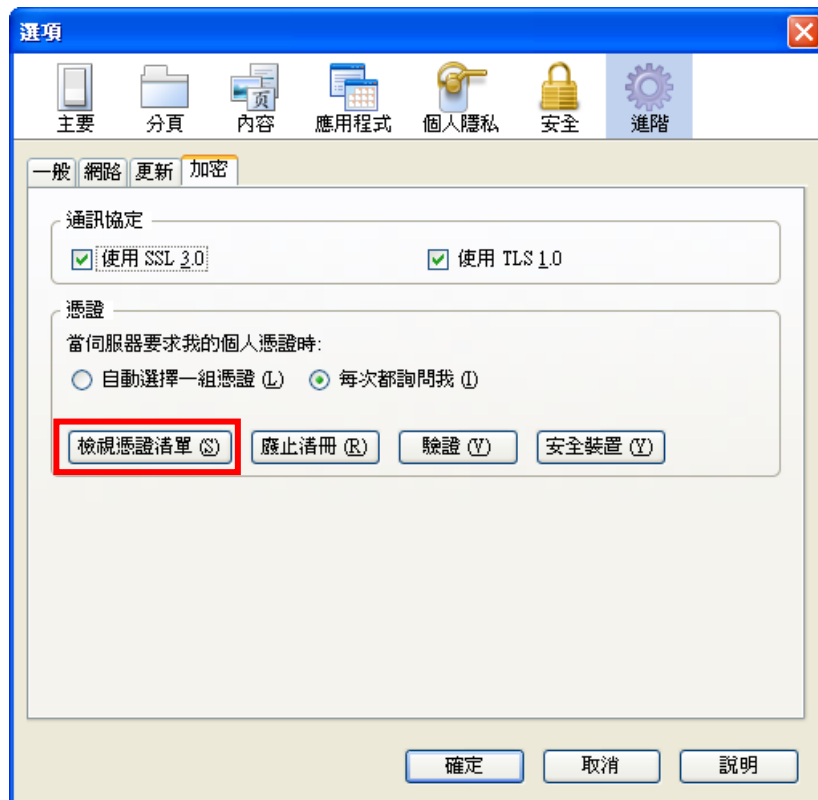 選項
主要 分頁 內容 應用程式 個人隱私 安全 進階
一般 網路 更新 加密
通訊協定
使用 SSL 3.0 使用 TLS 1.0
憑證
當伺服器要求我的個人憑證時:
自動選擇一組憑證 (L) 每次都詢問我 (I)
檢視憑證清單 (S) 廢止清冊 (R) 驗證 (V) 安全裝置 (Y)
確定 取消 說明